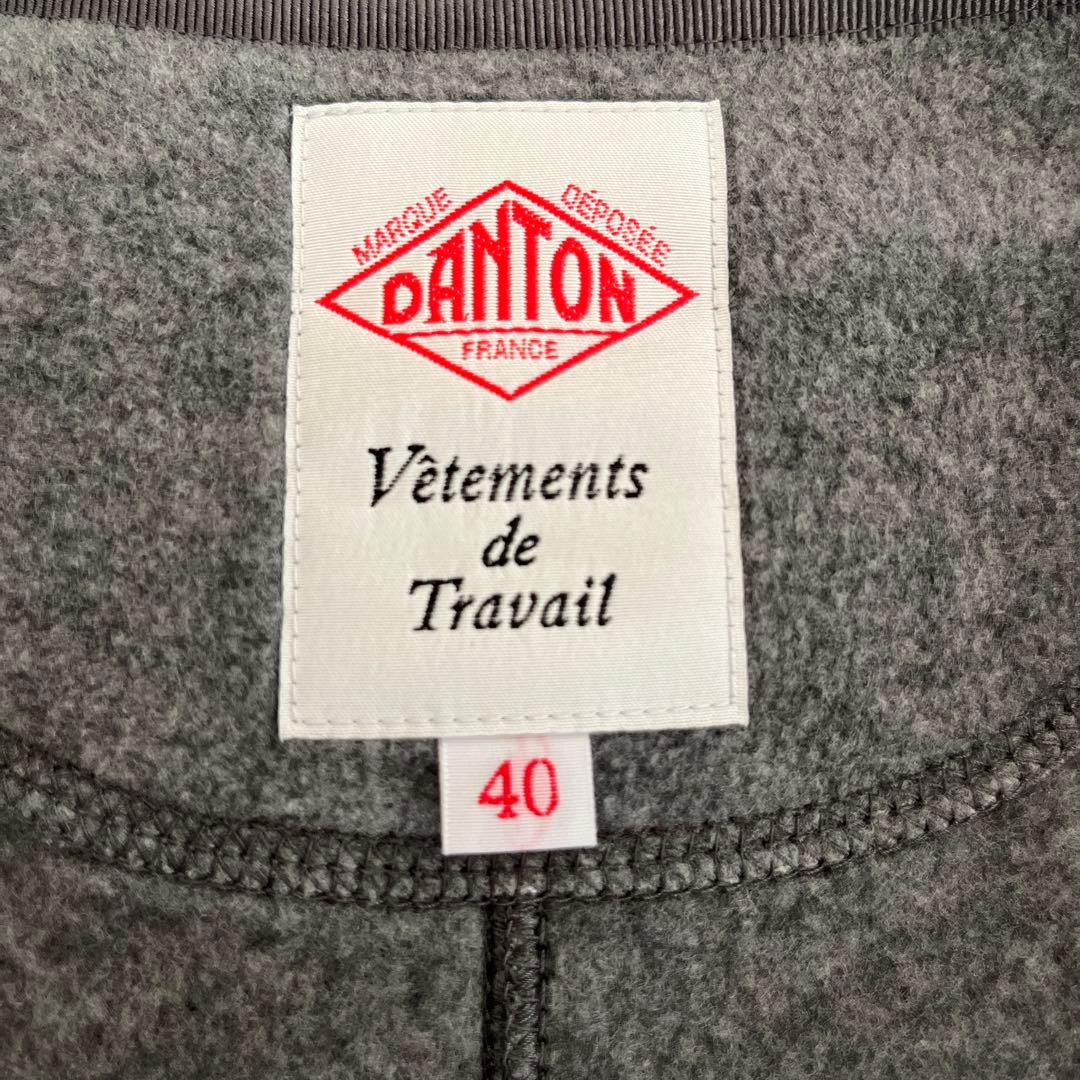 MARQUE DÉPOSÉE
DANTON
FRANCE
Vêtements
de
Travail
40